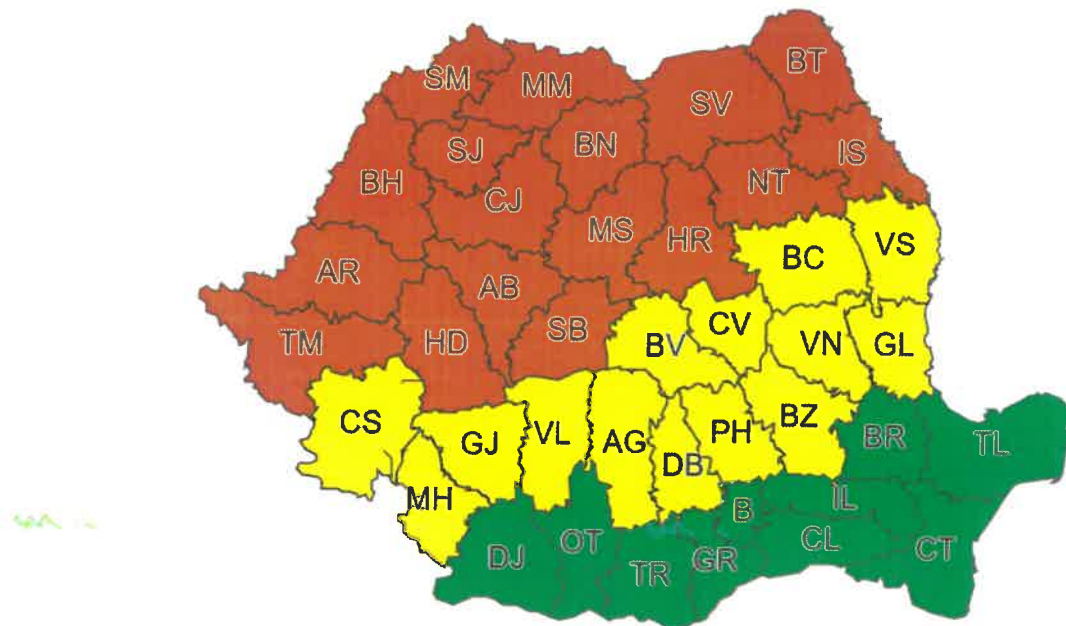 BT
SM
MM
SV
SJ
BN
IS
BH
NT
CJ
MS
HR
VS
BC
AR
AB
CV
SB
TM
HD
BV
VN
GL
CS
GJ
VL
AG
PH
BZ
BR
TL
DB
MH
B
IL
OT
CL
CT
DJ
TR
GR